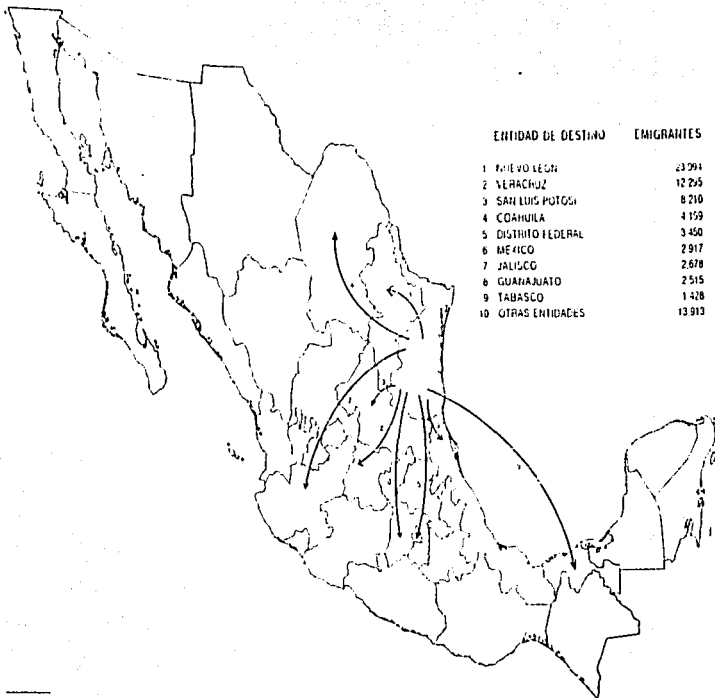 ENTIDAD DE DESTINO EMIGRANTES
1 NUEVO LEON
2 VERACRUZ 12 295
3 SAN LUIS POTOSI 8 210
4 COAHUILA 4 159
5 DISTRITO FEDERAL 3 450
6 MEXICO 2 917
7 JALISCO 2,678
8 GUANAJUATO 2 515
9 TABASCO 1 428
10 OTRAS ENTIDADES 13 913